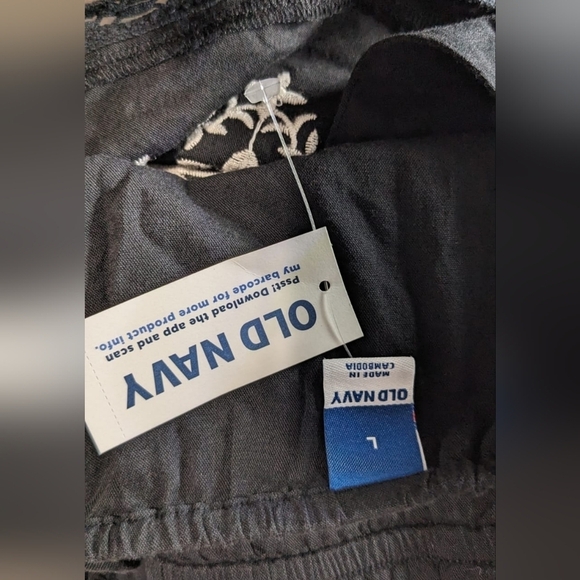 OLD NAVY
Psst! Download the app and scan
my barcode for more product info.
OLD NAVY
MADE IN
CAMBODIA
L